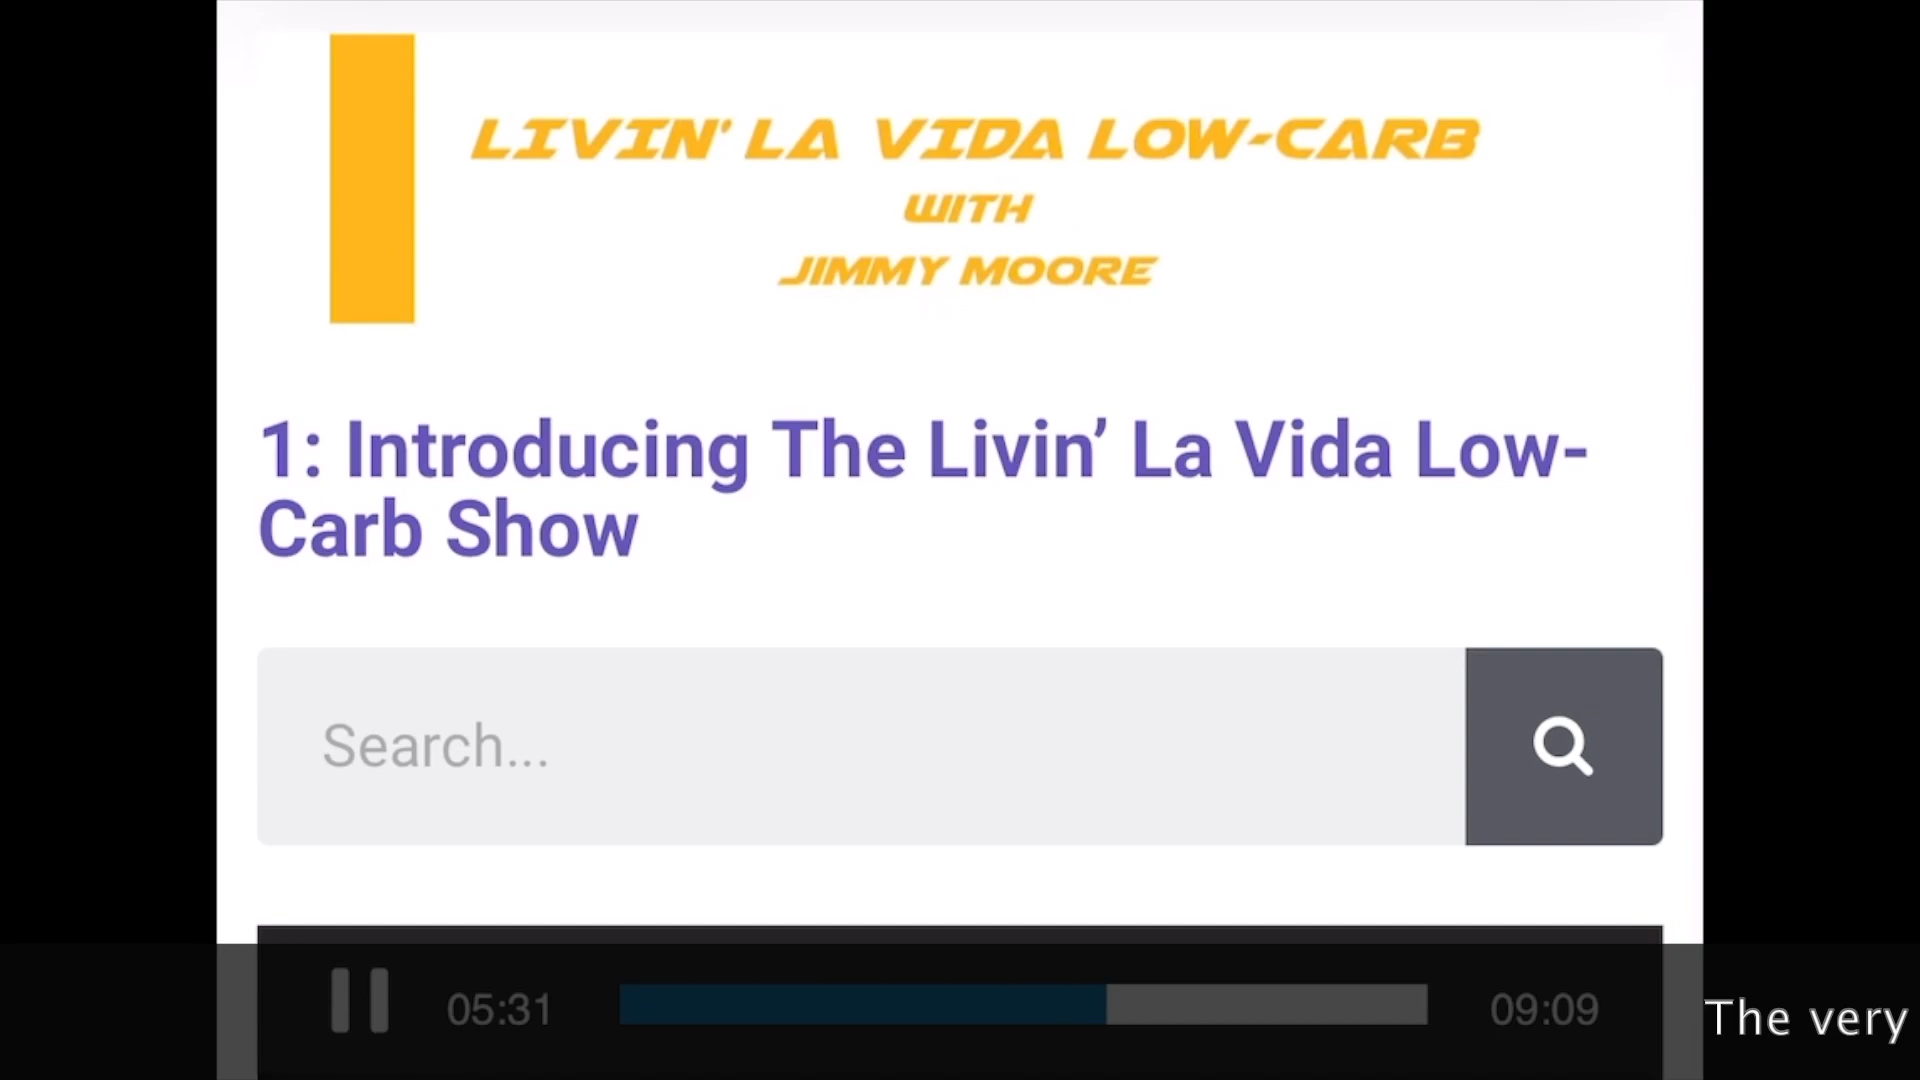 LIVIN' LA VIDA LOW-CARB
WITH
JIMMY MOORE
1: Introducing The Livin’ La Vida Low-
Carb Show
Search...
05:31
09:09
The very